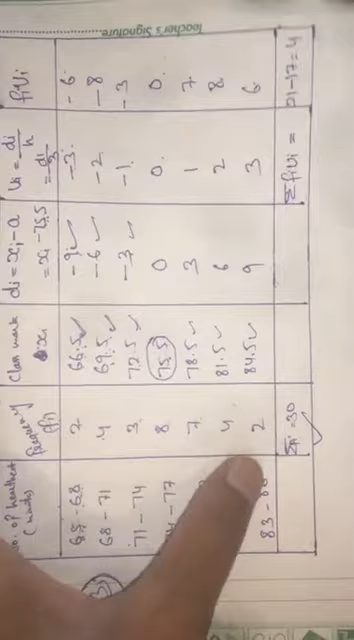 Teacher's Signature
No. of heartbeat (minute) frequency (fi) Class mark xi di = xi - a = xi - 75.5 Ui = di/h = di/3 fiUi
65 - 68 2 66.5 -9 -3 -6
68 - 71 4 69.5 -6 -2 -8
71 - 74 3 72.5 -3 -1 -3
- 77 8 75.5 0 0 0
7 78.5 3 1 7
4 81.5 6 2 8
83 - 2 84.5 9 3 6
Σfi = 30 ΣfiUi = 21-17=4